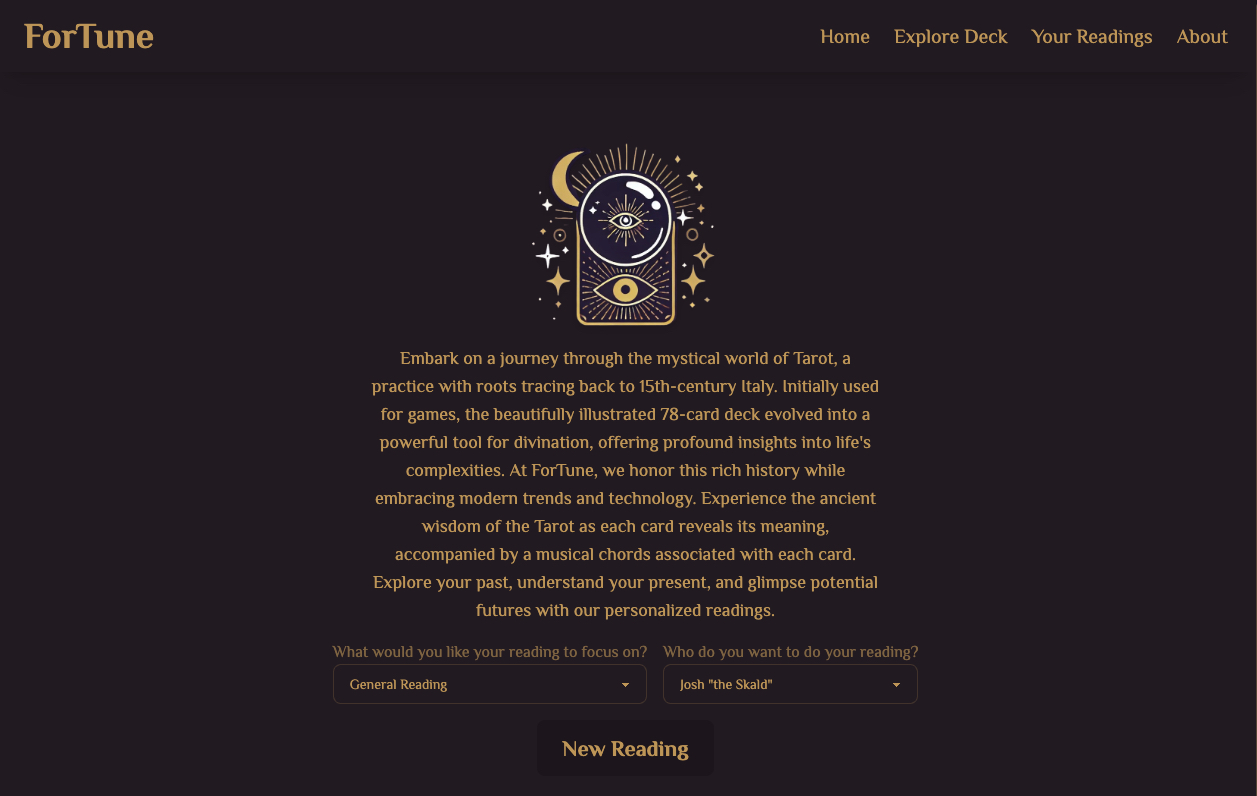 ForTune
Home Explore Deck Your Readings About
Embark on a journey through the mystical world of Tarot, a
practice with roots tracing back to 15th-century Italy. Initially used
for games, the beautifully illustrated 78-card deck evolved into a
powerful tool for divination, offering profound insights into life's
complexities. At ForTune, we honor this rich history while
embracing modern trends and technology. Experience the ancient
wisdom of the Tarot as each card reveals its meaning,
accompanied by a musical chords associated with each card.
Explore your past, understand your present, and glimpse potential
futures with our personalized readings.
What would you like your reading to focus on? Who do you want to do your reading?
General Reading Josh "the Skald"
New Reading